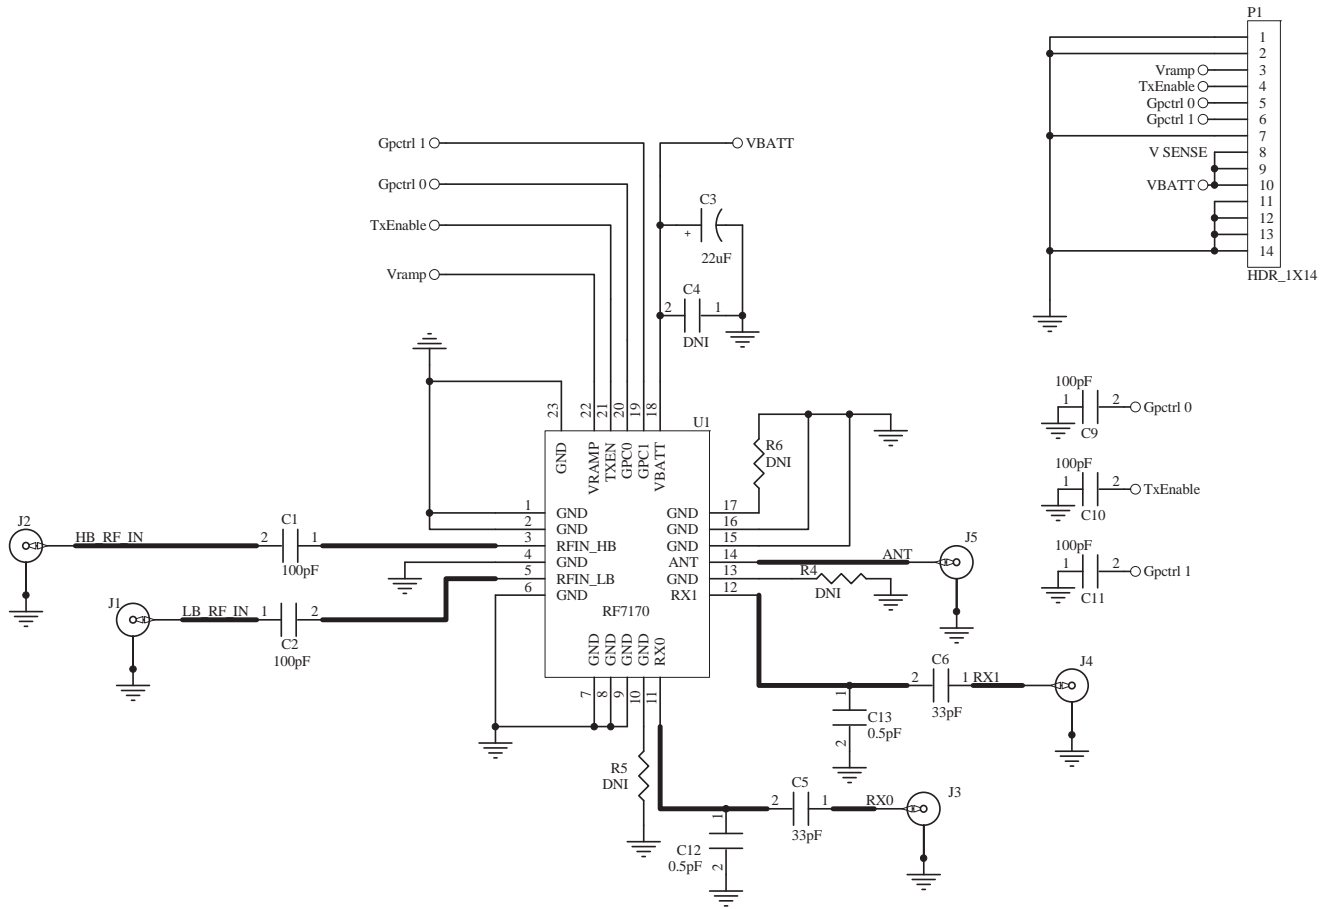 P1
1
2
Vramp 3
TxEnable 4
Gpctrl 0 5
Gpctrl 1 6
7
V SENSE 8
9
VBATT 10
11
12
13
14
HDR_1X14
Gpctrl 1
VBATT
Gpctrl 0
C3
+
22uF
TxEnable
Vramp
C4
2 1
DNI
100pF
1 2
Gpctrl 0
C9
100pF
1 2
TxEnable
C10
100pF
1 2
Gpctrl 1
C11
U1
23 22 21 20 19 18
GND VRAMP TXEN GPC0 GPC1 VBATT
R6
DNI
1 GND GND 17
2 GND GND 16
3 RFIN_HB GND 15
4 GND ANT 14
5 RFIN_LB GND 13
6 GND RX1 12
RF7170
GND GND GND GND RX0
7 8 9 10 11
J2
HB_RF_IN
2 C1 1
100pF
J1
LB_RF_IN
1 2
C2
100pF
ANT
J5
R4
DNI
C6
2 1
RX1
33pF
J4
1
C13
0.5pF
2
R5
DNI
C5
2 1
RX0
33pF
J3
1
C12
0.5pF
2